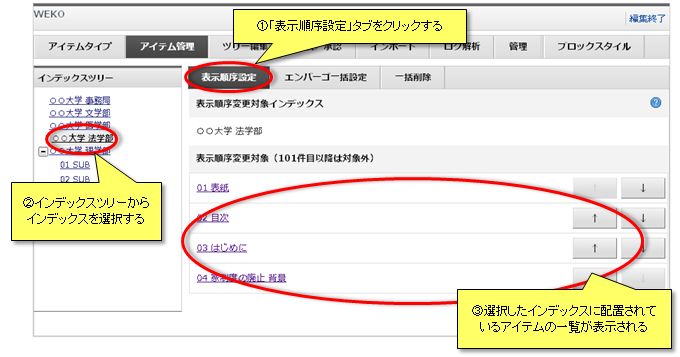 WEKO
編集終了
①「表示順序設定」タブをクリックする
アイテムタイプ アイテム管理 ツリー編集 承認 インポート ログ解析 管理 ブロックスタイル
インデックスツリー
○○大学 事務局
○○大学 文学部
○○大学 医学部
○○大学 法学部
○○大学 理学部
01 SUB
02 SUB
②インデックスツリーから
インデックスを選択する
表示順序設定 エンバーゴ一括設定 一括削除
表示順序変更対象インデックス
○○大学 法学部
表示順序変更対象（101件目以降は対象外）
01 表紙 ↑ ↓
02 目次 ↑ ↓
03 はじめに ↑ ↓
04 の廃止 背景
③選択したインデックスに配置されて
いるアイテムの一覧が表示される